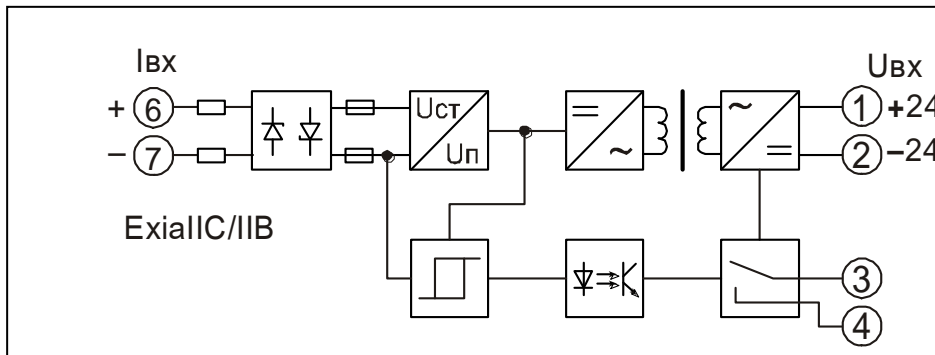 Iвх
Uвх
+ 6
Uст
Uп
=
~
~
=
1 +24
− 7
2 −24
ExiaIIC/IIB
3
4